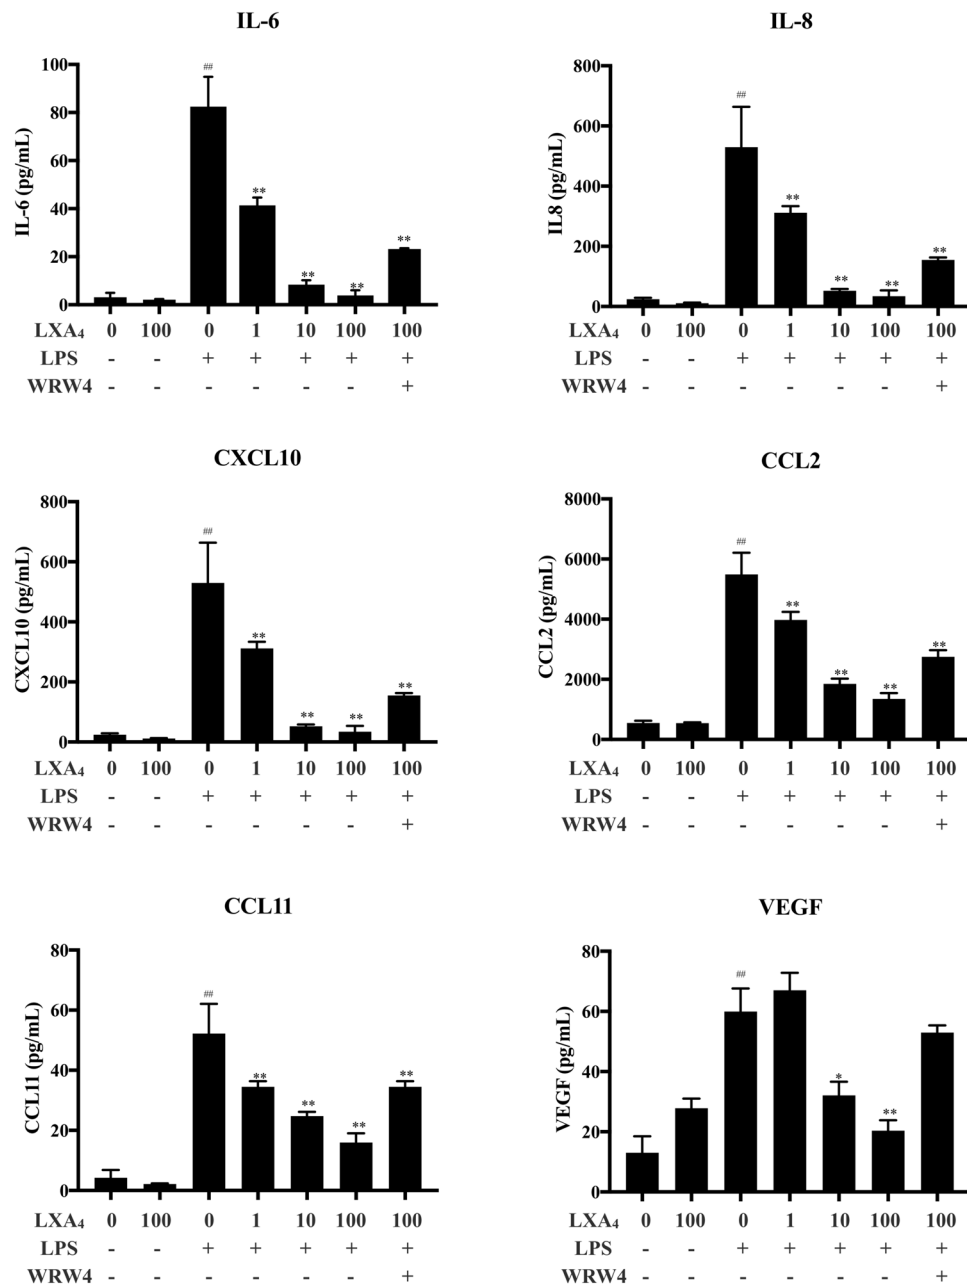 IL-6
IL-8
100
80
60
40
20
0
IL-6 (pg/mL)
##
**
**
**
**
LXA₄ 0 100 0 1 10 100 100
LPS - - + + + + +
WRW4 - - - - - - +
800
600
400
200
0
IL8 (pg/mL)
##
**
**
**
**
LXA₄ 0 100 0 1 10 100 100
LPS - - + + + + +
WRW4 - - - - - - +
CXCL10
CCL2
800
600
400
200
0
CXCL10 (pg/mL)
##
**
**
**
**
LXA₄ 0 100 0 1 10 100 100
LPS - - + + + + +
WRW4 - - - - - - +
8000
6000
4000
2000
0
CCL2 (pg/mL)
##
**
**
**
**
LXA₄ 0 100 0 1 10 100 100
LPS - - + + + + +
WRW4 - - - - - - +
CCL11
VEGF
80
60
40
20
0
CCL11 (pg/mL)
##
**
**
**
**
LXA₄ 0 100 0 1 10 100 100
LPS - - + + + + +
WRW4 - - - - - - +
80
60
40
20
0
VEGF (pg/mL)
##
*
**
LXA₄ 0 100 0 1 10 100 100
LPS - - + + + + +
WRW4 - - - - - - +